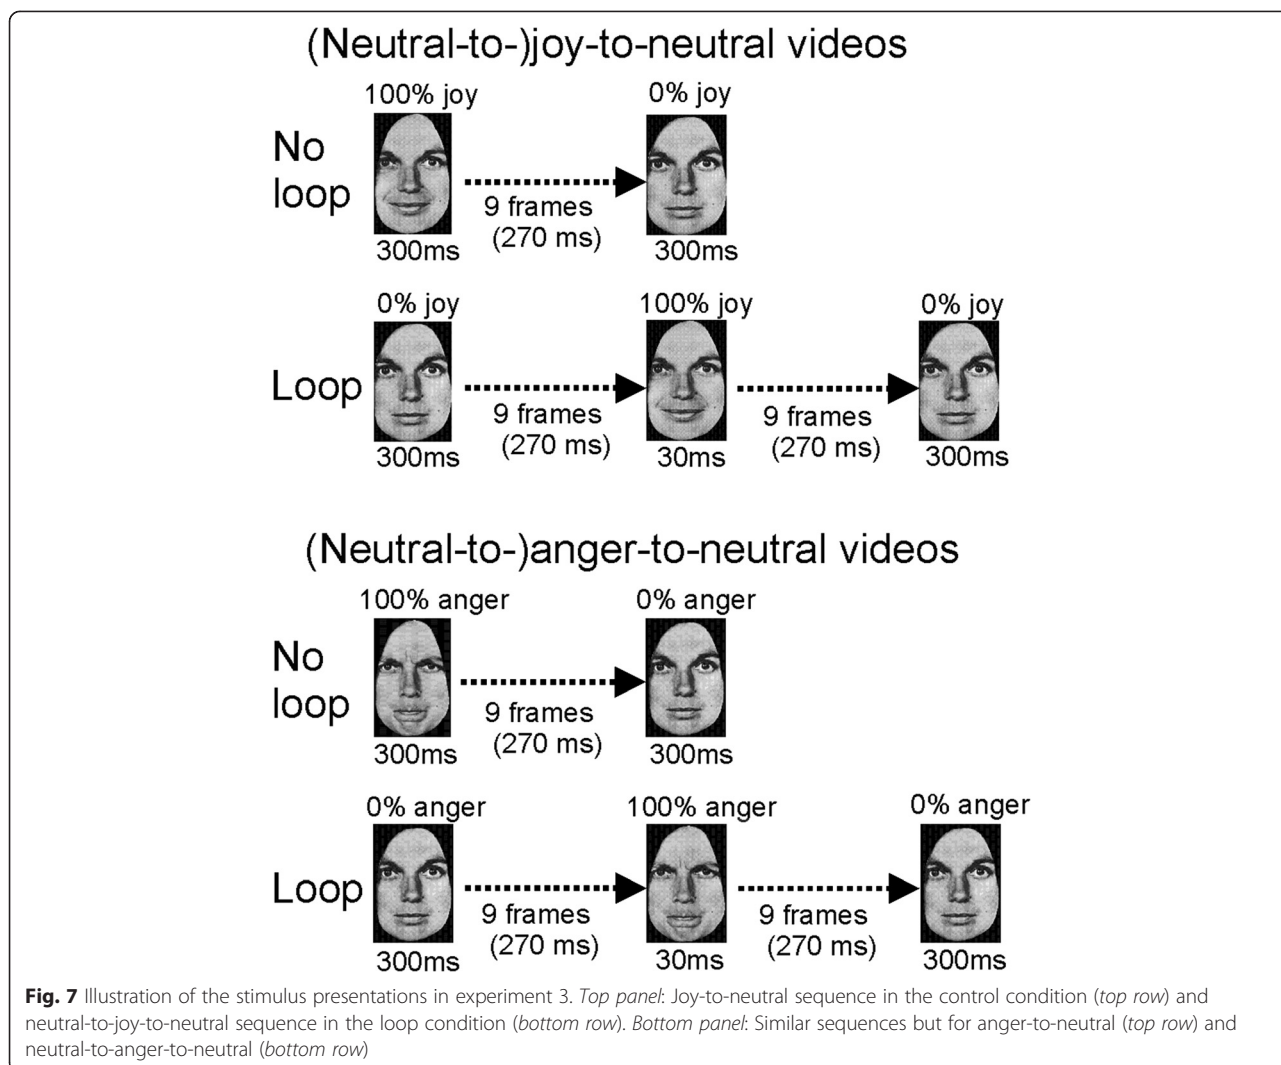 (Neutral-to-)joy-to-neutral videos
100% joy
0% joy
No
loop
9 frames
(270 ms)
300ms
300ms
0% joy
100% joy
0% joy
Loop
9 frames
(270 ms)
9 frames
(270 ms)
300ms
30ms
300ms
(Neutral-to-)anger-to-neutral videos
100% anger
0% anger
No
loop
9 frames
(270 ms)
300ms
300ms
0% anger
100% anger
0% anger
Loop
9 frames
(270 ms)
9 frames
(270 ms)
300ms
30ms
300ms
Fig. 7 Illustration of the stimulus presentations in experiment 3. Top panel: Joy-to-neutral sequence in the control condition (top row) and
neutral-to-joy-to-neutral sequence in the loop condition (bottom row). Bottom panel: Similar sequences but for anger-to-neutral (top row) and
neutral-to-anger-to-neutral (bottom row)